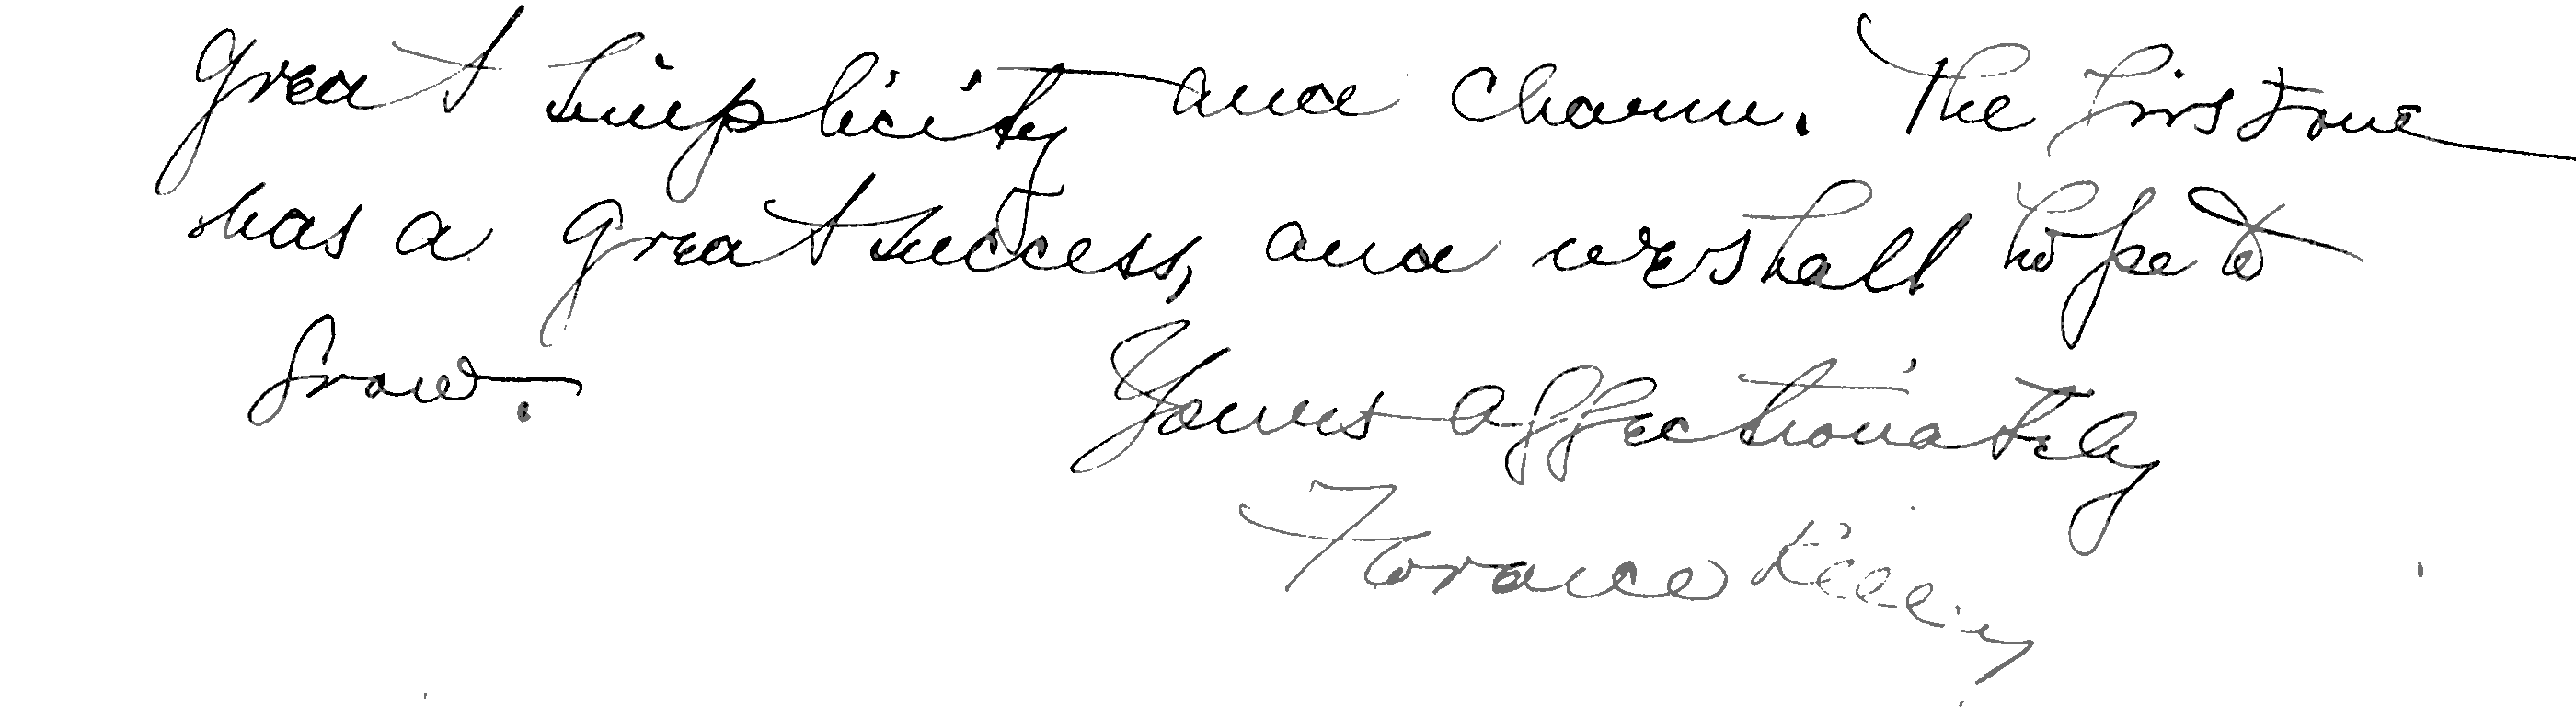 great simplicity and charm. The first one
was a great success, and we shall hope to
grow.
Yours affectionately
Florence Kelley